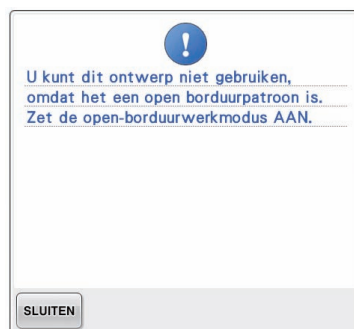 U kunt dit ontwerp niet gebruiken,
omdat het een open borduurpatroon is.
Zet de open-borduurwerkmodus AAN.
SLUITEN